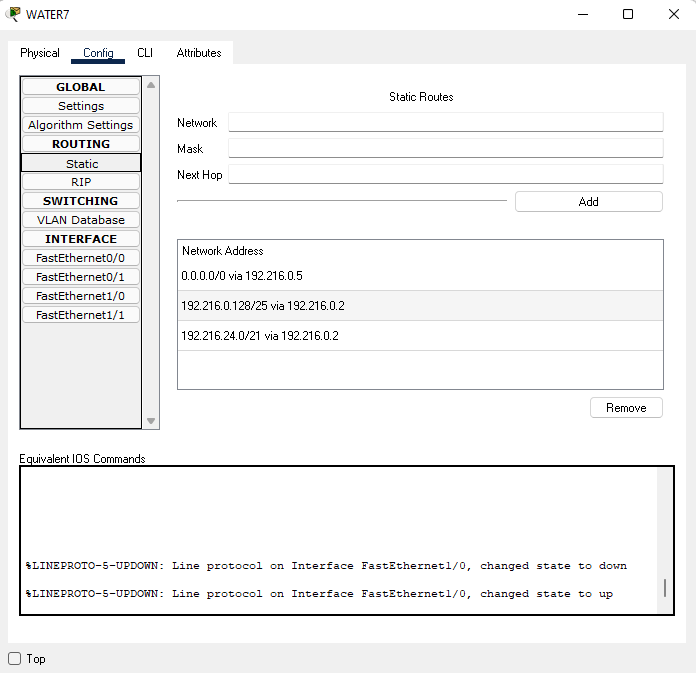 WATER7
Physical Config CLI Attributes
GLOBAL
Settings
Algorithm Settings
ROUTING
Static
RIP
SWITCHING
VLAN Database
INTERFACE
FastEthernet0/0
FastEthernet0/1
FastEthernet1/0
FastEthernet1/1
Static Routes
Network
Mask
Next Hop
Add
Network Address
0.0.0.0/0 via 192.216.0.5
192.216.0.128/25 via 192.216.0.2
192.216.24.0/21 via 192.216.0.2
Remove
Equivalent IOS Commands
%LINEPROTO-5-UPDOWN: Line protocol on Interface FastEthernet1/0, changed state to down
%LINEPROTO-5-UPDOWN: Line protocol on Interface FastEthernet1/0, changed state to up
Top